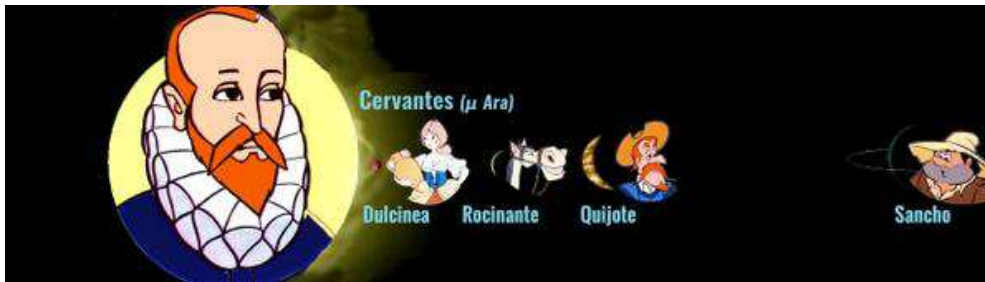 Cervantes (μ Ara)
Dulcinea Rocinante Quijote Sancho